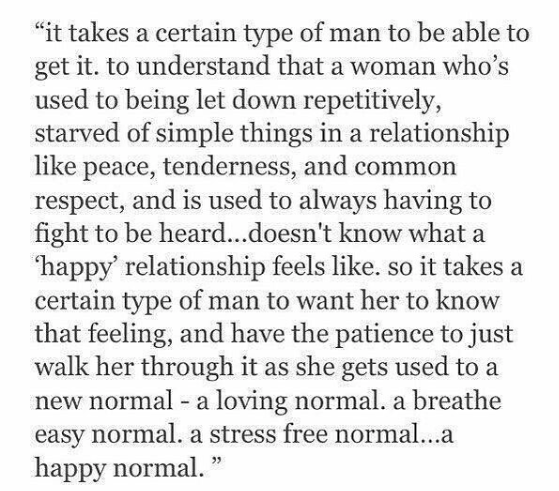 “it takes a certain type of man to be able to
get it. to understand that a woman who’s
used to being let down repetitively,
starved of simple things in a relationship
like peace, tenderness, and common
respect, and is used to always having to
fight to be heard...doesn't know what a
‘happy’ relationship feels like. so it takes a
certain type of man to want her to know
that feeling, and have the patience to just
walk her through it as she gets used to a
new normal - a loving normal. a breathe
easy normal. a stress free normal...a
happy normal. ”